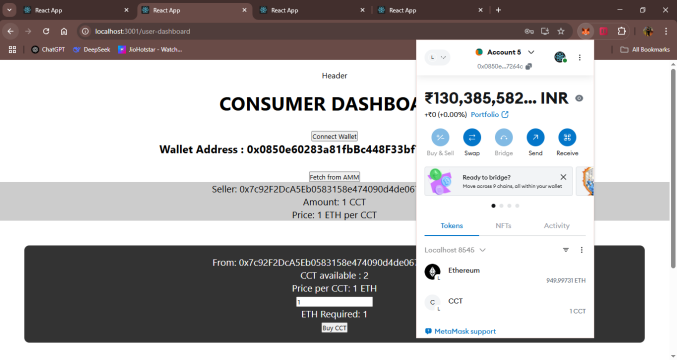 React App
React App
React App
React App
localhost:3001/user-dashboard
ChatGPT
DeepSeek
JioHotstar - Watch...
All Bookmarks
Header
CONSUMER DASHBOA
Connect Wallet
Wallet Address : 0x0850e60283a81fbBc448F33bf
Fetch from AMM
Seller: 0x7c92F2DcA5Eb0583158e474090d4de067
Amount: 1 CCT
Price: 1 ETH per CCT
From: 0x7c92F2DcA5Eb0583158e474090d4de067
CCT available : 2
Price per CCT: 1 ETH
1
ETH Required: 1
Buy CCT
L
Account 5
0x0850e...7264c
₹130,385,582... INR
+₹0 (+0.00%) Portfolio
Buy & Sell
Swap
Bridge
Send
Receive
Ready to bridge?
Move across 9 chains, all within your wallet
Tokens
NFTs
Activity
Localhost 8545
Ethereum
949.99731 ETH
L
C
CCT
1 CCT
L
MetaMask support